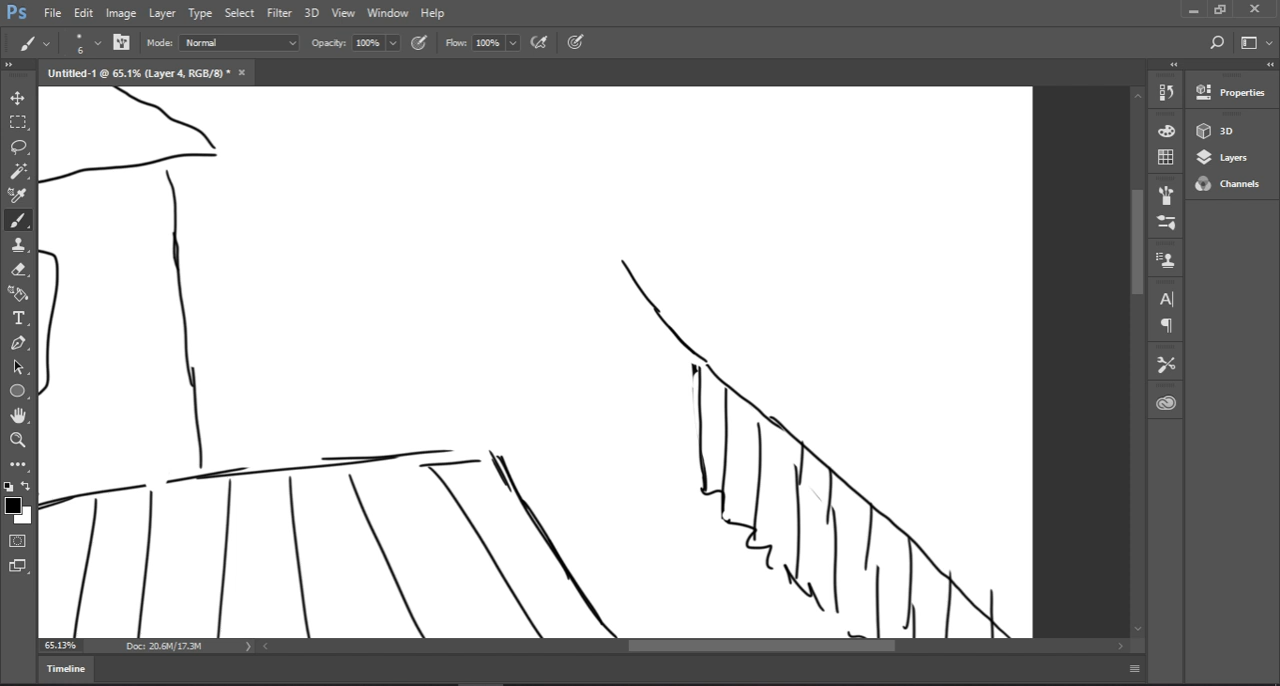 Ps File Edit Image Layer Type Select Filter 3D View Window Help
6 Mode: Normal Opacity: 100% Flow: 100%
Untitled-1 @ 65.1% (Layer 4, RGB/8) * ×
Properties
3D
Layers
Channels
65.13% Doc: 20.6M/17.3M
Timeline